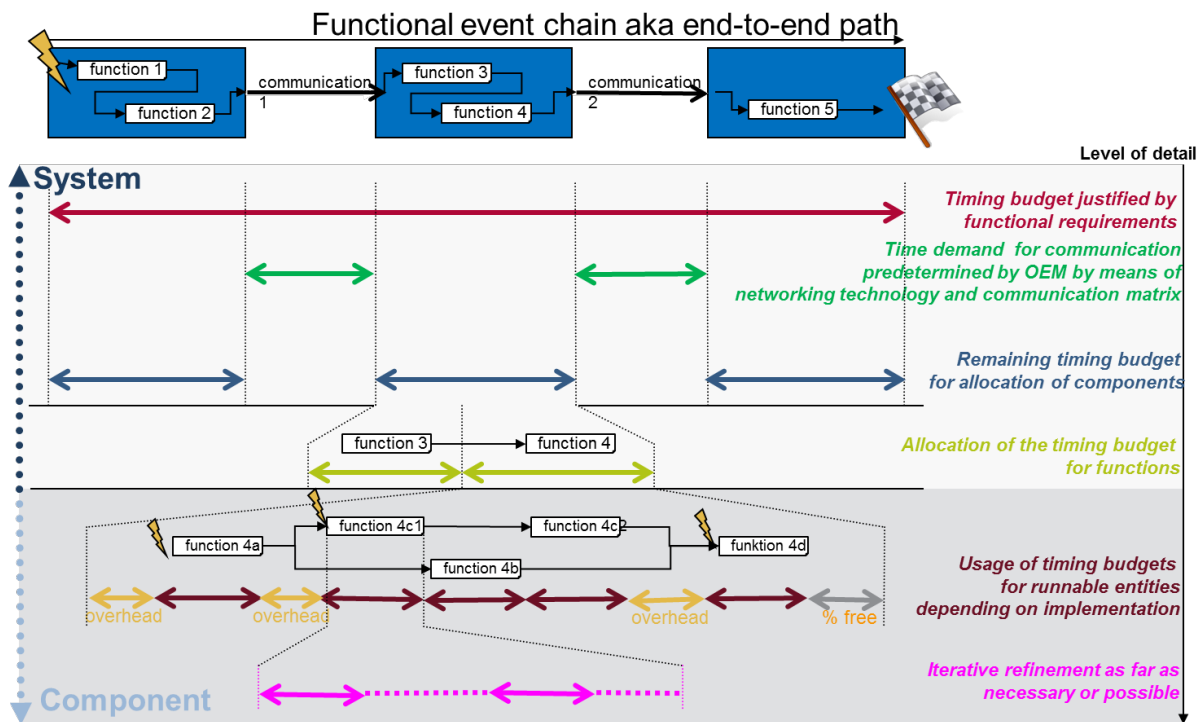 Functional event chain aka end-to-end path
function 1
function 2
communication
1
function 3
function 4
communication
2
function 5
Level of detail
System
Timing budget justified by
functional requirements
Time demand for communication
predetermined by OEM by means of
networking technology and communication matrix
Remaining timing budget
for allocation of components
function 3
function 4
Allocation of the timing budget
for functions
function 4a
function 4c1
function 4c2
function 4b
funktion 4d
Usage of timing budgets
for runnable entities
depending on implementation
overhead
overhead
overhead
% free
Iterative refinement as far as
necessary or possible
Component